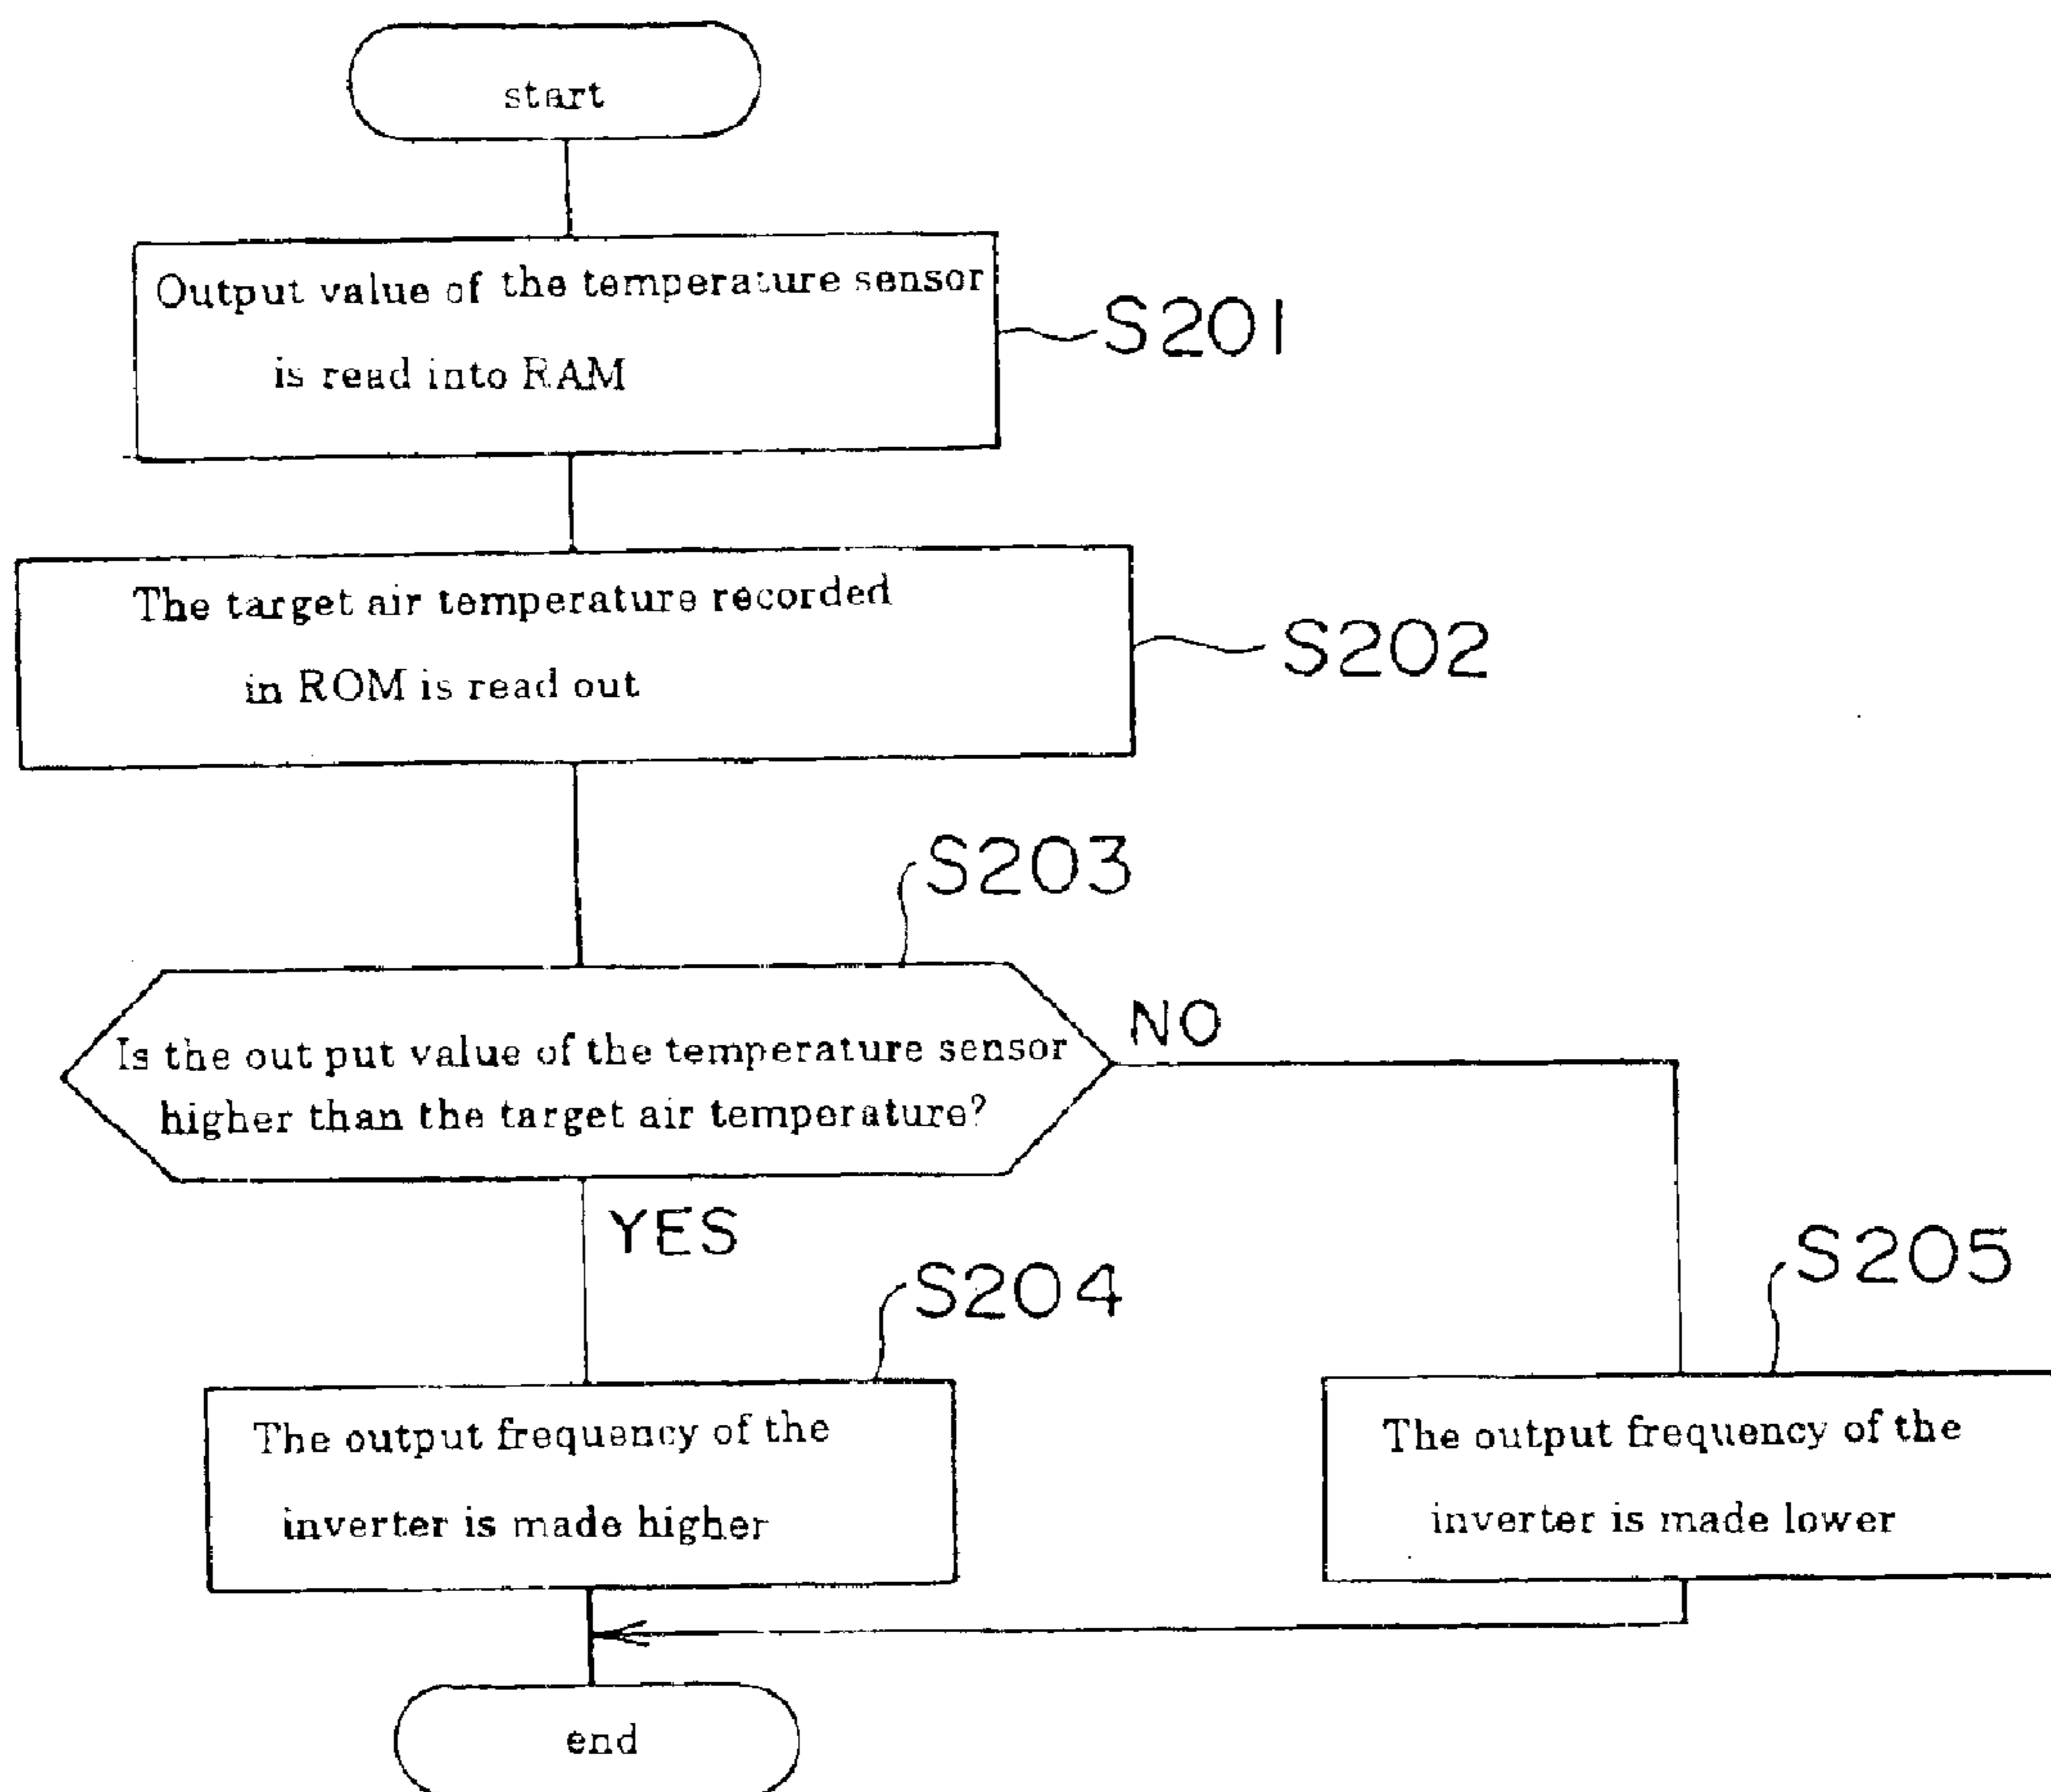 start
Output value of the temperature sensor
is read into RAM
S201
The target air temperature recorded
in ROM is read out
S202
S203
Is the out put value of the temperature sensor
higher than the target air temperature?
NO
YES
S204
The output frequency of the
inverter is made higher
S205
The output frequency of the
inverter is made lower
end